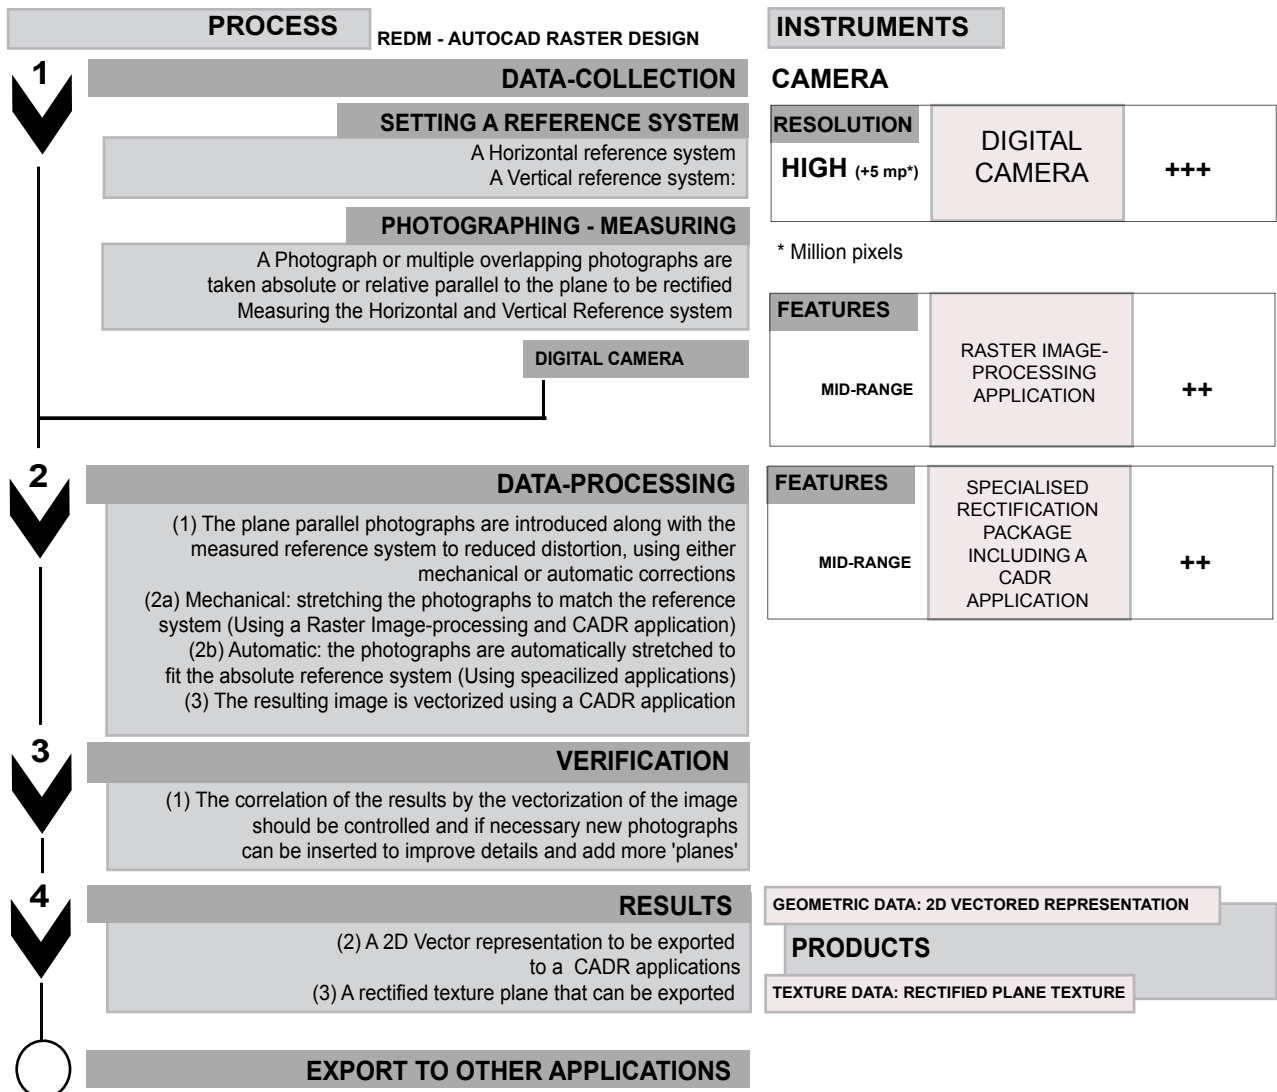 PROCESS
REDM - AUTOCAD RASTER DESIGN
1
DATA-COLLECTION
SETTING A REFERENCE SYSTEM
A Horizontal reference system
A Vertical reference system:
PHOTOGRAPHING - MEASURING
A Photograph or multiple overlapping photographs are
taken absolute or relative parallel to the plane to be rectified
Measuring the Horizontal and Vertical Reference system
DIGITAL CAMERA
2
DATA-PROCESSING
(1) The plane parallel photographs are introduced along with the
measured reference system to reduced distortion, using either
mechanical or automatic corrections
(2a) Mechanical: stretching the photographs to match the reference
system (Using a Raster Image-processing and CADR application)
(2b) Automatic: the photographs are automatically stretched to
fit the absolute reference system (Using speacilized applications)
(3) The resulting image is vectorized using a CADR application
3
VERIFICATION
(1) The correlation of the results by the vectorization of the image
should be controlled and if necessary new photographs
can be inserted to improve details and add more 'planes'
4
RESULTS
(2) A 2D Vector representation to be exported
to a CADR applications
(3) A rectified texture plane that can be exported
EXPORT TO OTHER APPLICATIONS
INSTRUMENTS
CAMERA
RESOLUTION
HIGH (+5 mp*)
DIGITAL
CAMERA
+++
* Million pixels
FEATURES
MID-RANGE
RASTER IMAGE-
PROCESSING
APPLICATION
++
FEATURES
MID-RANGE
SPECIALISED
RECTIFICATION
PACKAGE
INCLUDING A
CADR
APPLICATION
++
GEOMETRIC DATA: 2D VECTORED REPRESENTATION
PRODUCTS
TEXTURE DATA: RECTIFIED PLANE TEXTURE